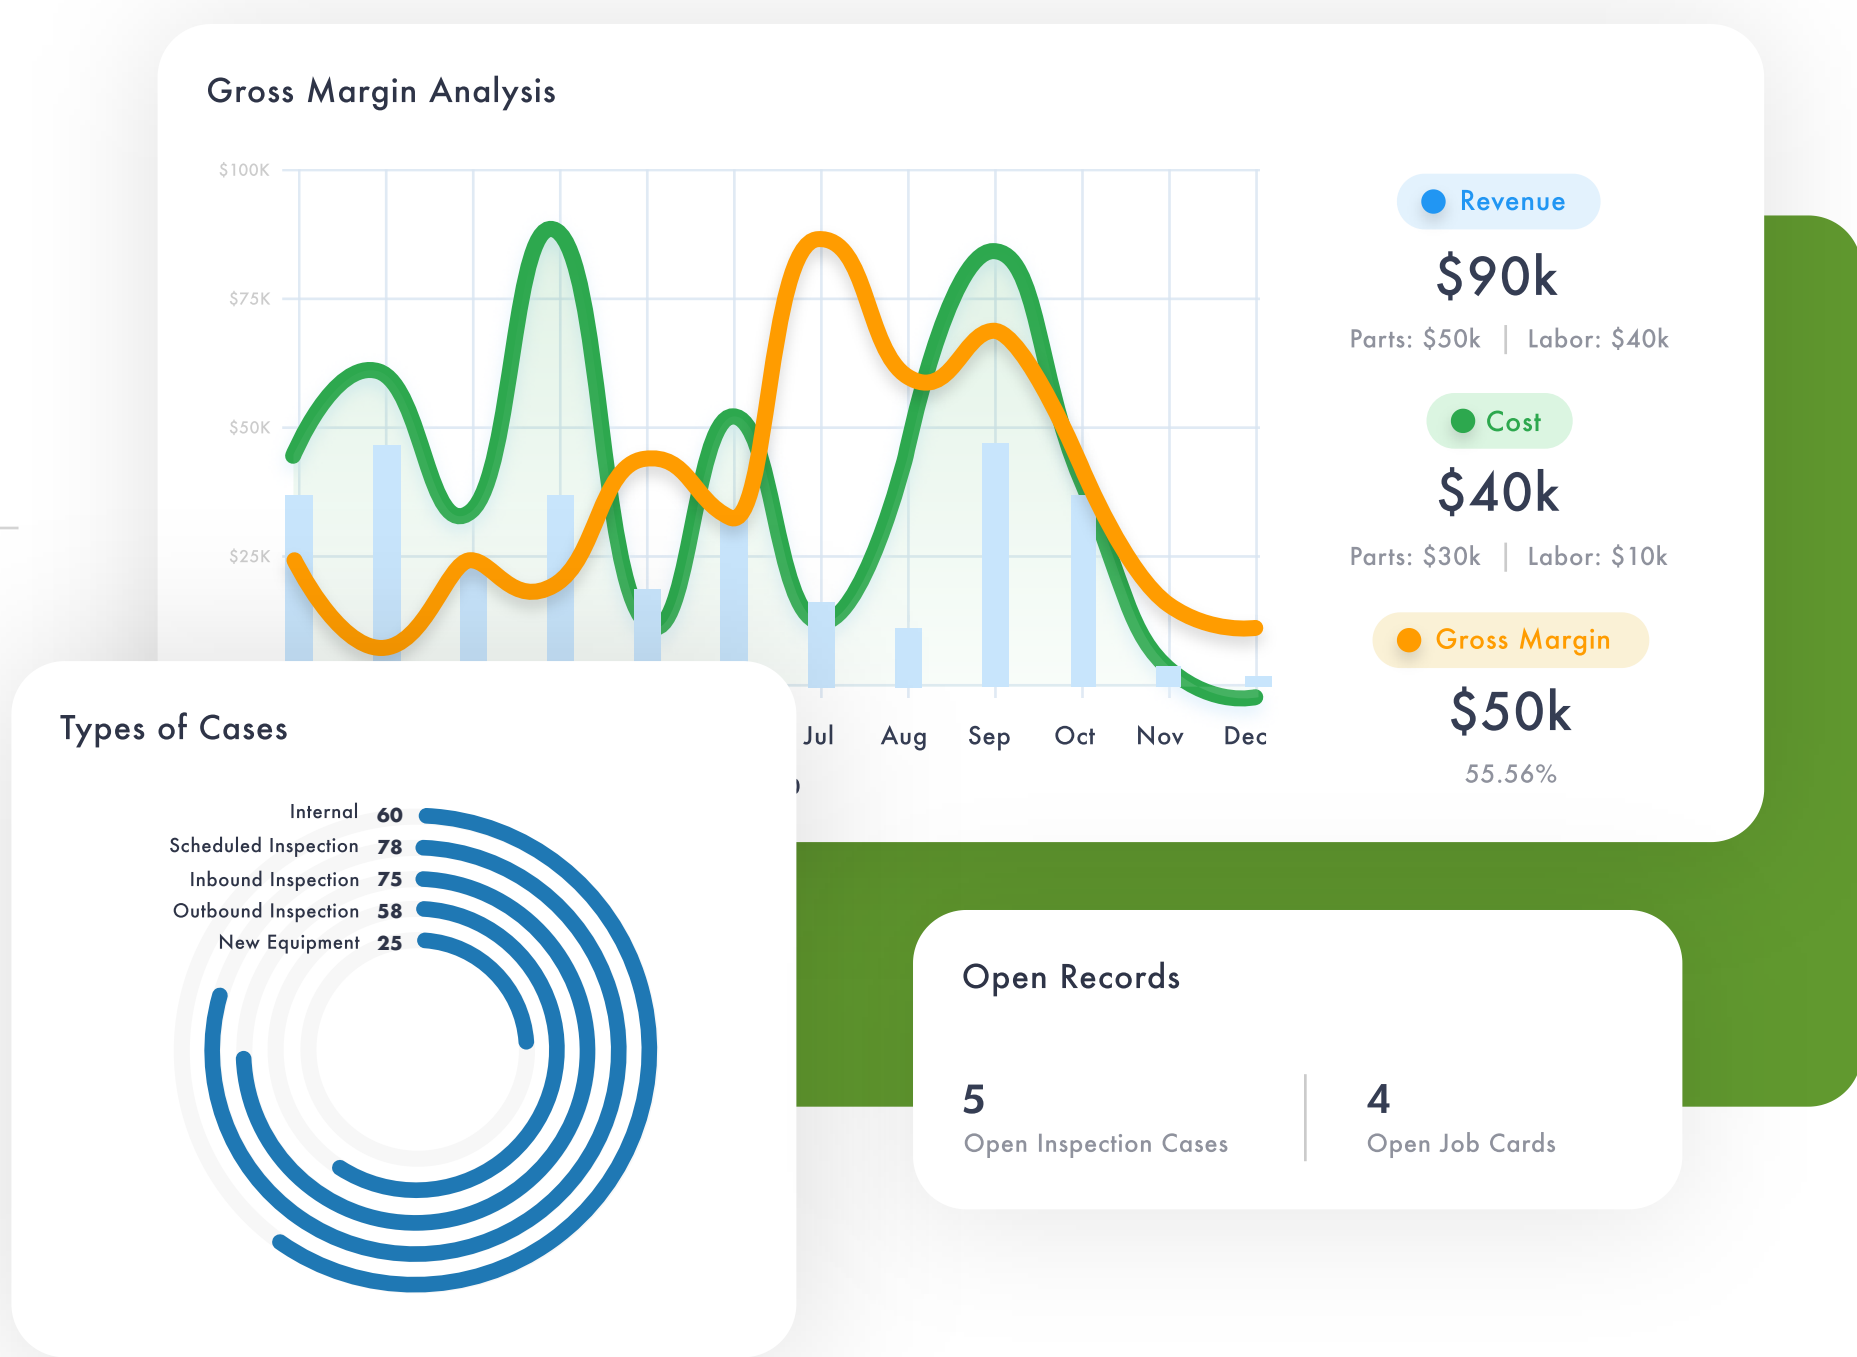 Gross Margin Analysis
$100K
$75K
$50K
$25K
Jul Aug Sep Oct Nov Dec
Revenue
$90k
Parts: $50k | Labor: $40k
Cost
$40k
Parts: $30k | Labor: $10k
Gross Margin
$50k
55.56%
Types of Cases
Internal 60
Scheduled Inspection 78
Inbound Inspection 75
Outbound Inspection 58
New Equipment 25
Open Records
5
Open Inspection Cases
4
Open Job Cards